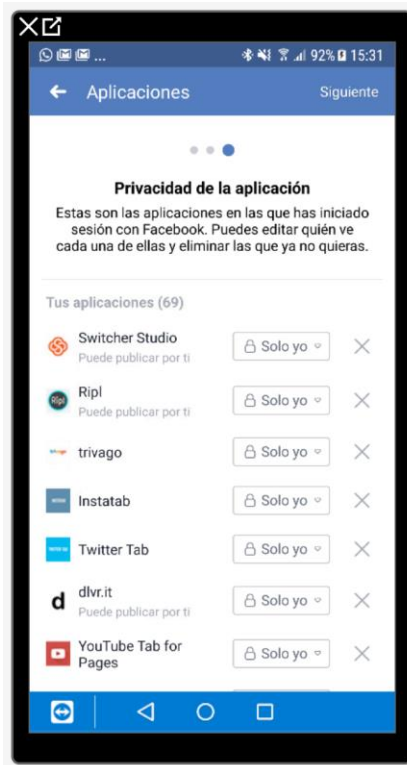 ... 92% 15:31
Aplicaciones Siguiente
Privacidad de la aplicación
Estas son las aplicaciones en las que has iniciado
sesión con Facebook. Puedes editar quién ve
cada una de ellas y eliminar las que ya no quieras.
Tus aplicaciones (69)
Switcher Studio
Puede publicar por ti
Solo yo
Ripl
Ripl
Puede publicar por ti
Solo yo
trivago
Solo yo
Instatab
Solo yo
Twitter Tab
Solo yo
d
dlvr.it
Puede publicar por ti
Solo yo
YouTube Tab for
Pages
Solo yo